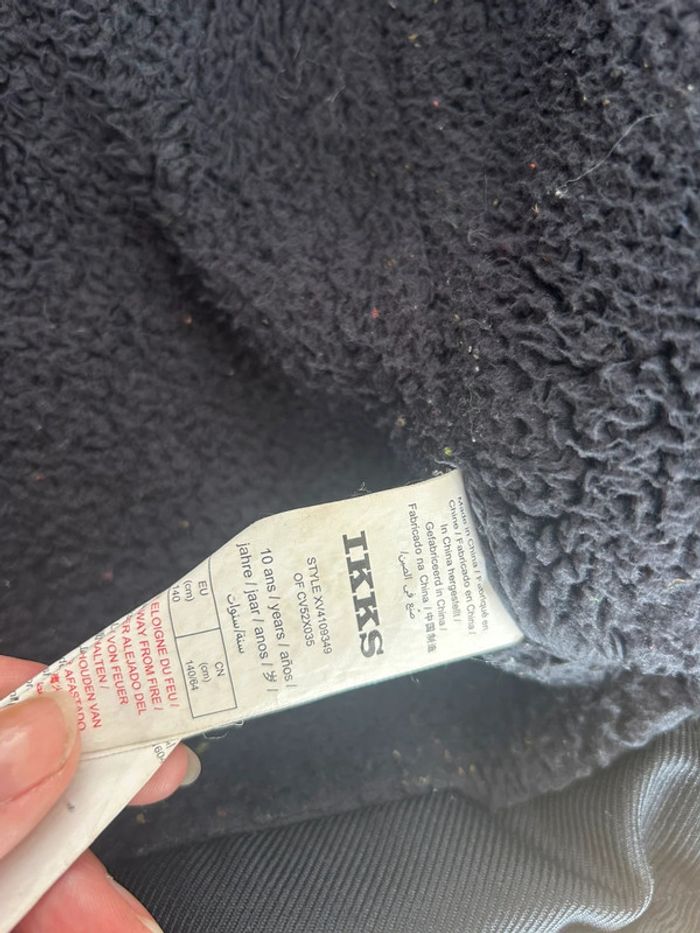 Made in China / Fabriqué en
Chine / Fabricado en China /
In China hergestellt /
Gefabriceerd in China /
Fabricado na China / 中国制造
صنع في الصين /
IKKS
STYLE XV4109349
OF CV52X035
10 ans / years / años /
jahre / jaar / anos / 岁 /
سنة/سنوات
EU CN
(cm) (cm)
140 140/64
ELOIGNE DU FEU /
WAY FROM FIRE /
ER ALEJADO DEL
VON FEUER
HALTEN /
HOUDEN VAN
AFASTADO